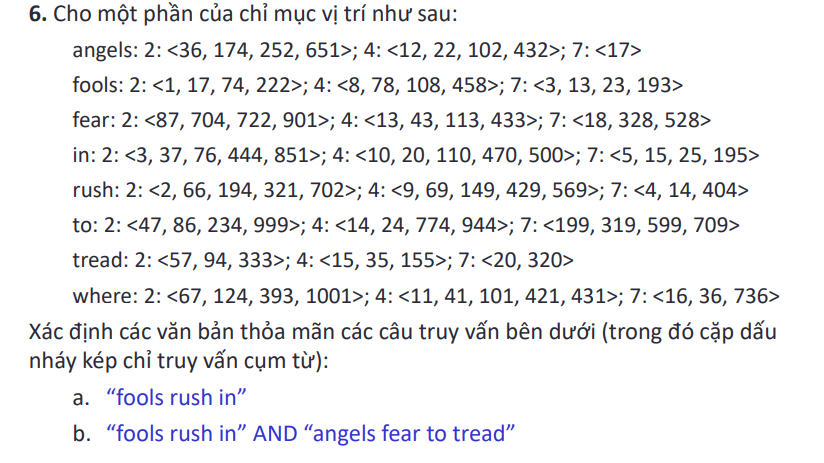 6. Cho một phần của chỉ mục vị trí như sau:
angels: 2: <36, 174, 252, 651>; 4: <12, 22, 102, 432>; 7: <17>
fools: 2: <1, 17, 74, 222>; 4: <8, 78, 108, 458>; 7: <3, 13, 23, 193>
fear: 2: <87, 704, 722, 901>; 4: <13, 43, 113, 433>; 7: <18, 328, 528>
in: 2: <3, 37, 76, 444, 851>; 4: <10, 20, 110, 470, 500>; 7: <5, 15, 25, 195>
rush: 2: <2, 66, 194, 321, 702>; 4: <9, 69, 149, 429, 569>; 7: <4, 14, 404>
to: 2: <47, 86, 234, 999>; 4: <14, 24, 774, 944>; 7: <199, 319, 599, 709>
tread: 2: <57, 94, 333>; 4: <15, 35, 155>; 7: <20, 320>
where: 2: <67, 124, 393, 1001>; 4: <11, 41, 101, 421, 431>; 7: <16, 36, 736>
Xác định các văn bản thỏa mãn các câu truy vấn bên dưới (trong đó cặp dấu
nháy kép chỉ truy vấn cụm từ):
a. “fools rush in”
b. “fools rush in” AND “angels fear to tread”